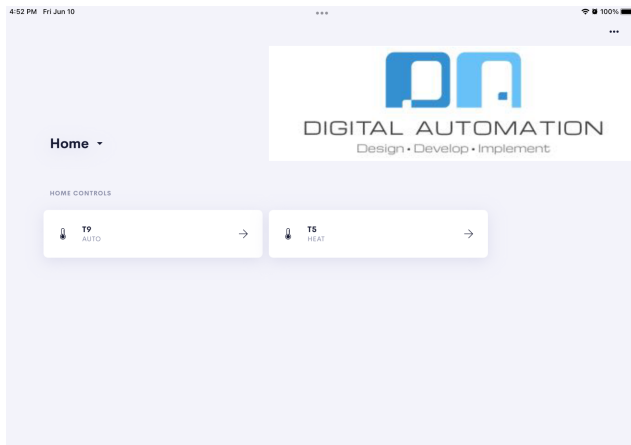 4:52 PM Fri Jun 10
100%
DIGITAL AUTOMATION
Design • Develop • Implement
Home
HOME CONTROLS
T9
AUTO
T5
HEAT